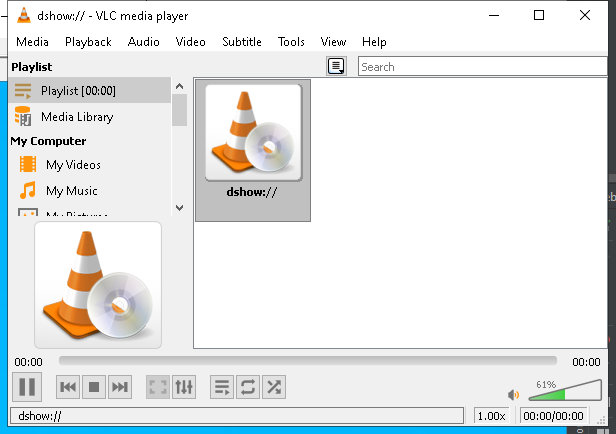 dshow:// - VLC media player
Media Playback Audio Video Subtitle Tools View Help
Playlist
Search
Playlist [00:00]
Media Library
My Computer
My Videos
My Music
My Pictures
dshow://
00:00
00:00
61%
dshow://
1.00x
00:00/00:00